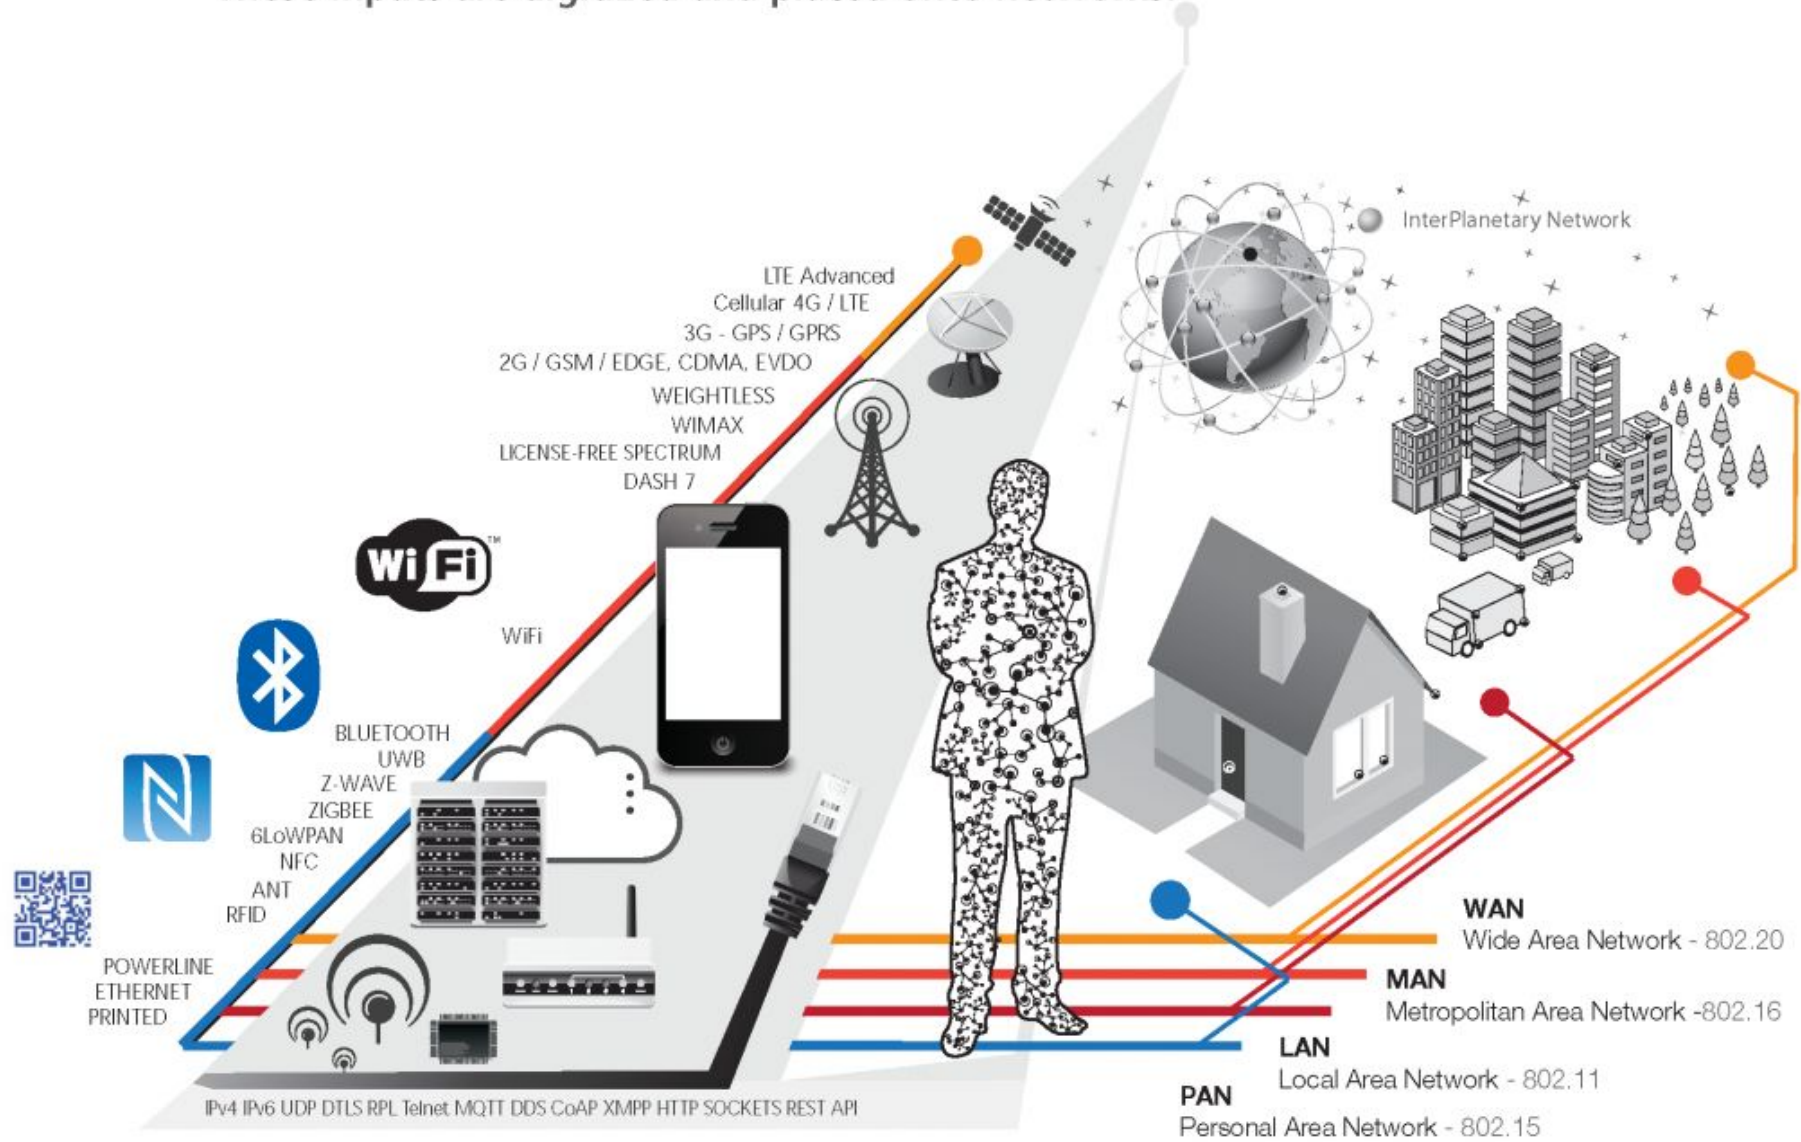 InterPlanetary Network
LTE Advanced
Cellular 4G / LTE
3G - GPS / GPRS
2G / GSM / EDGE, CDMA, EVDO
WEIGHTLESS
WIMAX
LICENSE-FREE SPECTRUM
DASH 7
WiFi™
WiFi
BLUETOOTH
UWB
Z-WAVE
ZIGBEE
6LoWPAN
NFC
ANT
RFID
POWERLINE
ETHERNET
PRINTED
WAN
Wide Area Network - 802.20
MAN
Metropolitan Area Network -802.16
LAN
Local Area Network - 802.11
PAN
Personal Area Network - 802.15
IPv4 IPv6 UDP DTLS RPL Telnet MQTT DDS CoAP XMPP HTTP SOCKETS REST API